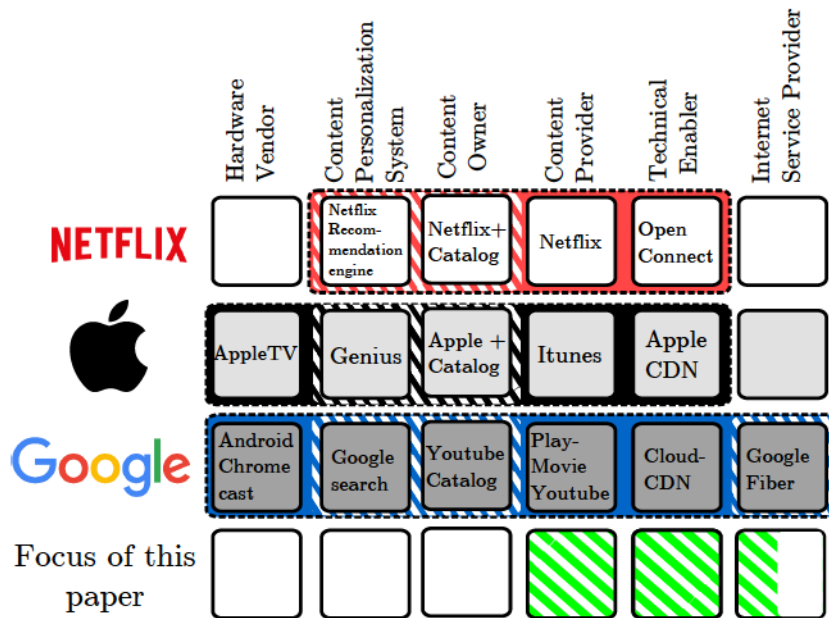 Hardware
Vendor
Content
Personalization
System
Content
Owner
Content
Provider
Technical
Enabler
Internet
Service Provider
NETFLIX
Netflix
Recom-
mendation
engine
Netflix+
Catalog
Netflix
Open
Connect
AppleTV
Genius
Apple +
Catalog
Itunes
Apple
CDN
Google
Android
Chrome
cast
Google
search
Youtube
Catalog
Play-
Movie
Youtube
Cloud-
CDN
Google
Fiber
Focus of this
paper